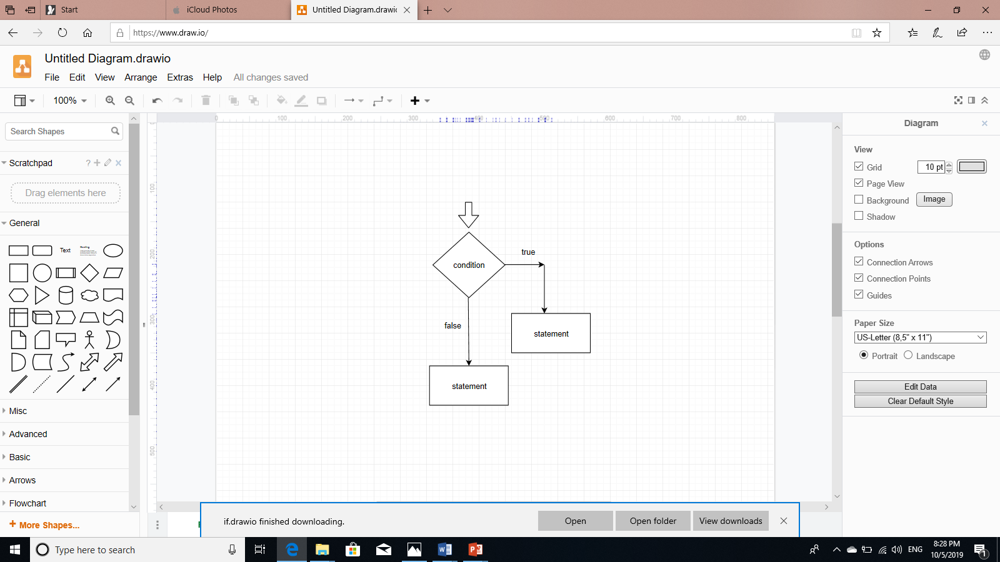 Start
iCloud Photos
Untitled Diagram.drawio
https://www.draw.io/
Untitled Diagram.drawio
File Edit View Arrange Extras Help All changes saved
100%
Search Shapes
Scratchpad ?
Drag elements here
General
Text
Heading
Misc
Advanced
Basic
Arrows
Flowchart
+ More Shapes...
0 100 200 300 400 500 600 700 800
0
100
200
300
400
500
condition
true
false
statement
statement
Diagram
View
Grid 10 pt
Page View
Background Image
Shadow
Options
Connection Arrows
Connection Points
Guides
Paper Size
US-Letter (8,5" x 11")
Portrait Landscape
Edit Data
Clear Default Style
if.drawio finished downloading. Open Open folder View downloads
Type here to search
ENG
8:28 PM
10/5/2019
1